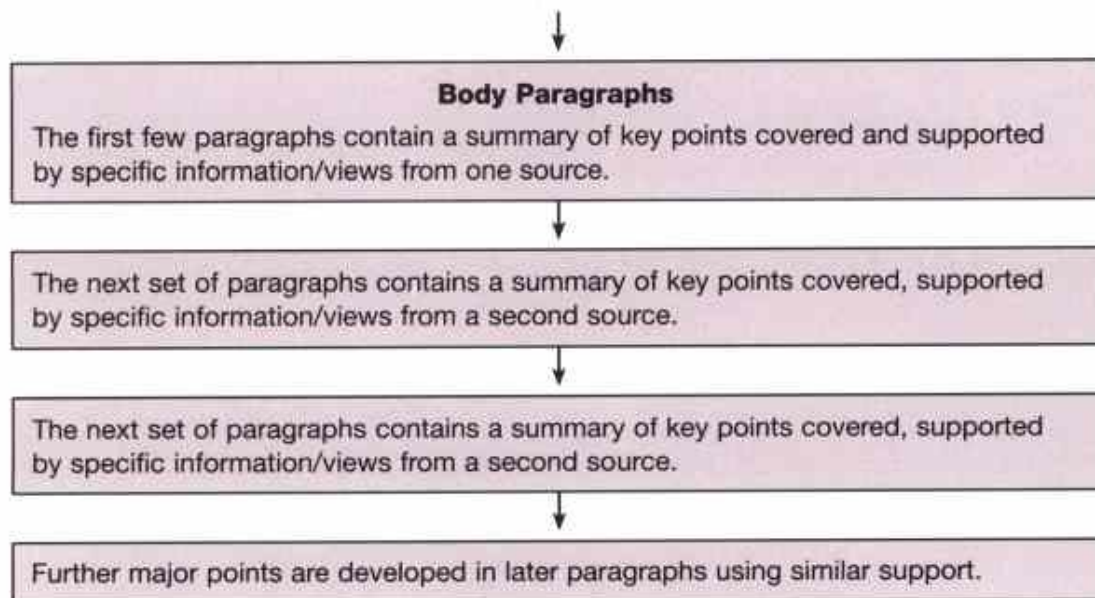 Body Paragraphs
The first few paragraphs contain a summary of key points covered and supported
by specific information/views from one source.
The next set of paragraphs contains a summary of key points covered, supported
by specific information/views from a second source.
The next set of paragraphs contains a summary of key points covered, supported
by specific information/views from a second source.
Further major points are developed in later paragraphs using similar support.